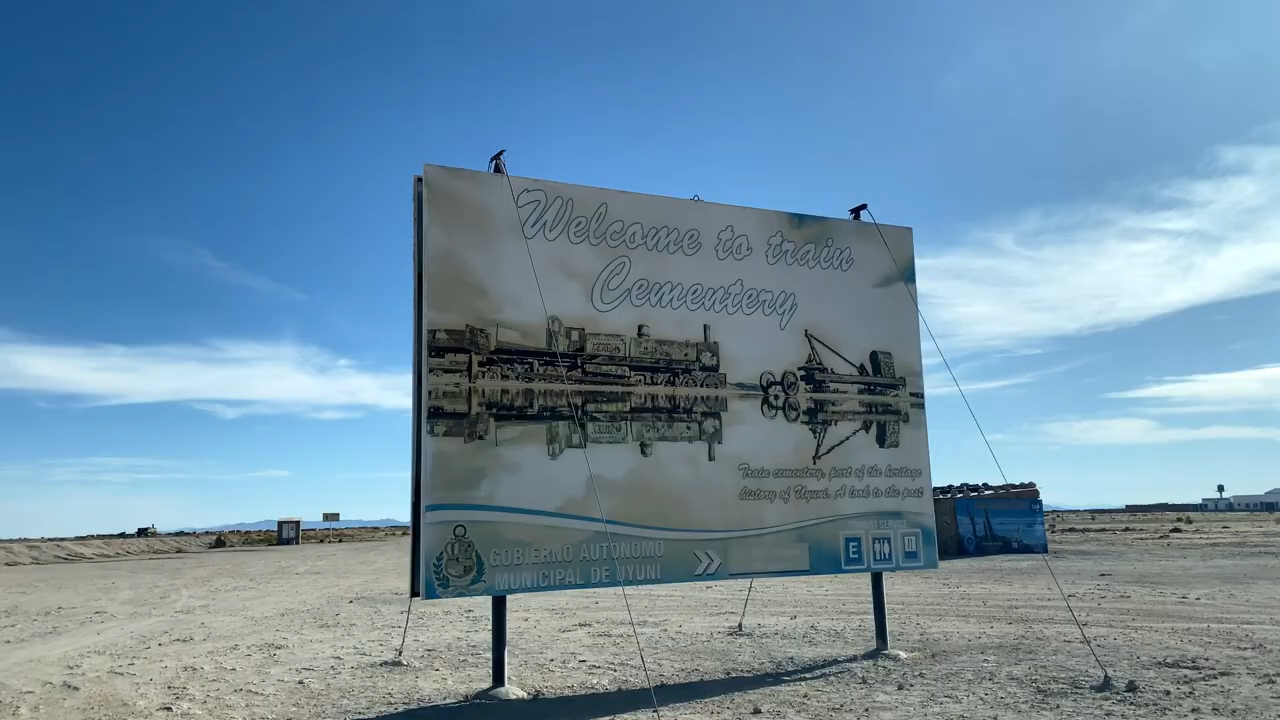 Welcome to train
Cementery
Train cementery, part of the heritage
history of Uyuni. A look to the past
GOBIERNO AUTÓNOMO
MUNICIPAL DE UYUNI
TOURIST SERVICE
E